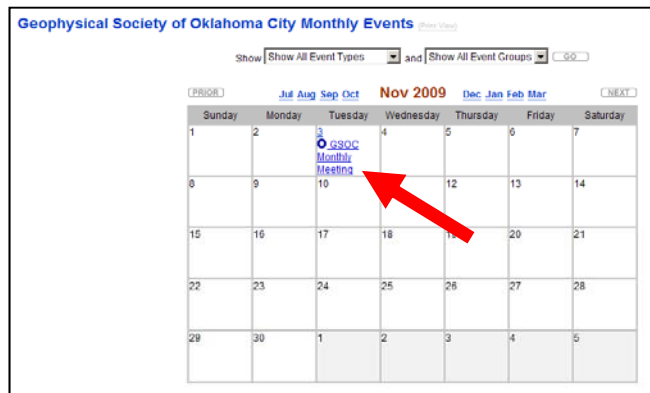 Geophysical Society of Oklahoma City Monthly Events (Print View)
Show Show All Event Types and Show All Event Groups GO
PRIOR Jul Aug Sep Oct Nov 2009 Dec Jan Feb Mar NEXT
Sunday Monday Tuesday Wednesday Thursday Friday Saturday
1 2 3 4 5 6 7
GSOC
Monthly
Meeting
8 9 10 12 13 14
15 16 17 18 19 20 21
22 23 24 25 26 27 28
29 30 1 2 3 4 5